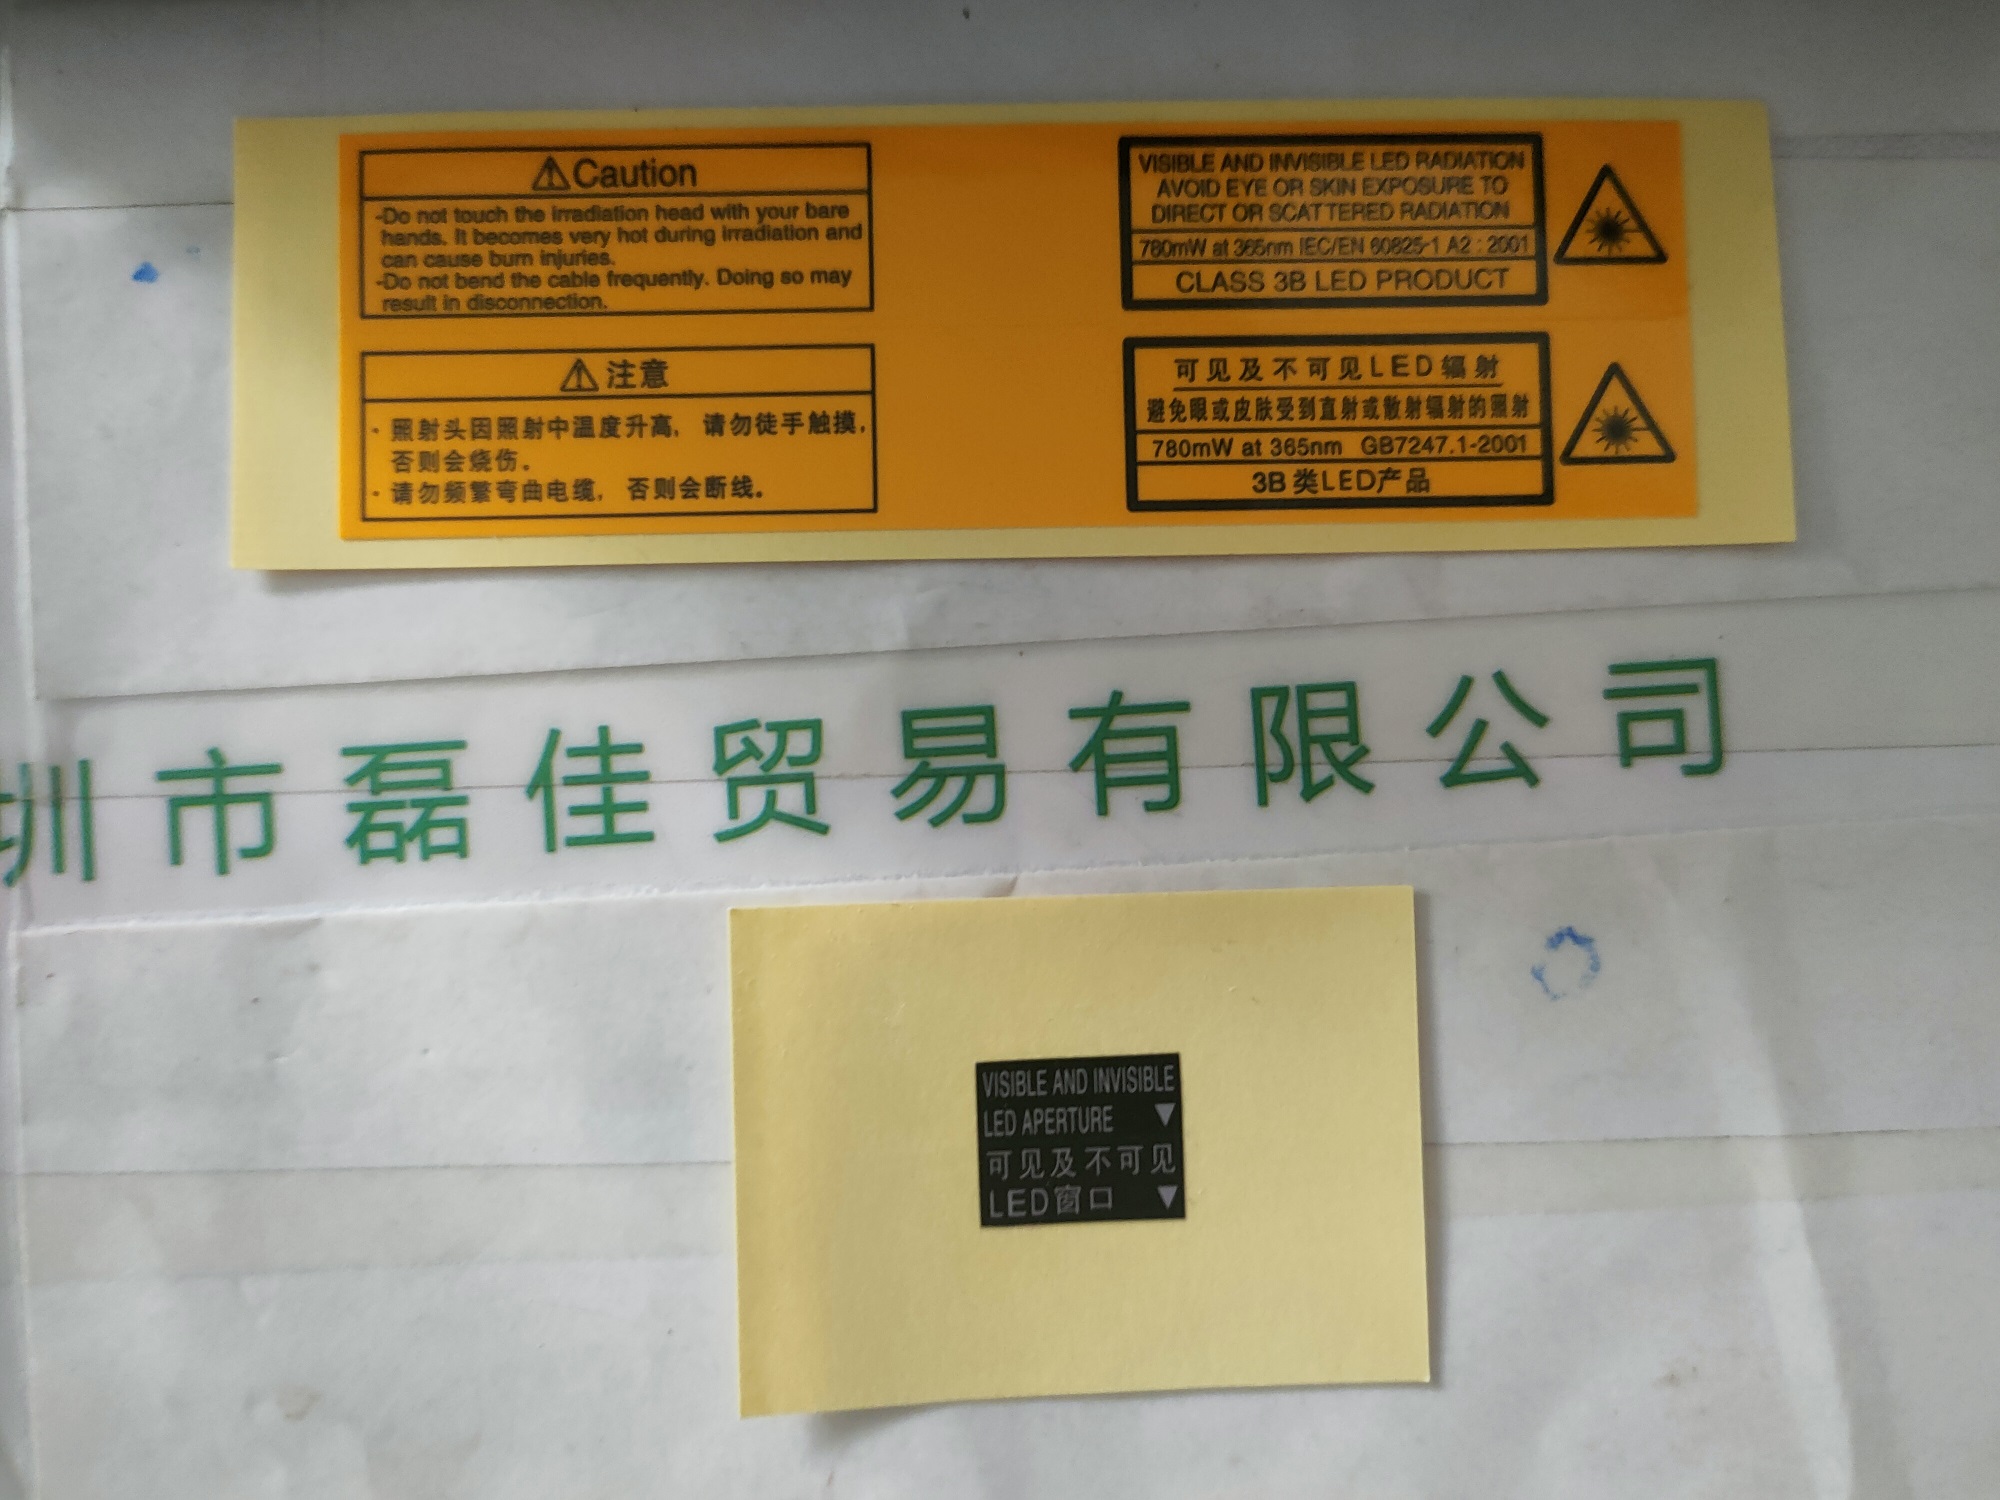 Caution
-Do not touch the irradiation head with your bare
hands. It becomes very hot during irradiation and
can cause burn injuries.
-Do not bend the cable frequently. Doing so may
result in disconnection.
注意
· 照射头因照射中温度升高, 请勿徒手触摸,
否则会烧伤。
· 请勿频繁弯曲电缆, 否则会断线。
VISIBLE AND INVISIBLE LED RADIATION
AVOID EYE OR SKIN EXPOSURE TO
DIRECT OR SCATTERED RADIATION
780mW at 365nm IEC/EN 60825-1 A2 : 2001
CLASS 3B LED PRODUCT
可见及不可见LED辐射
避免眼或皮肤受到直射或散射辐射的照射
780mW at 365nm GB7247.1-2001
3B类LED产品
圳市磊佳贸易有限公司
VISIBLE AND INVISIBLE
LED APERTURE ▼
可见及不可见
LED窗口 ▼